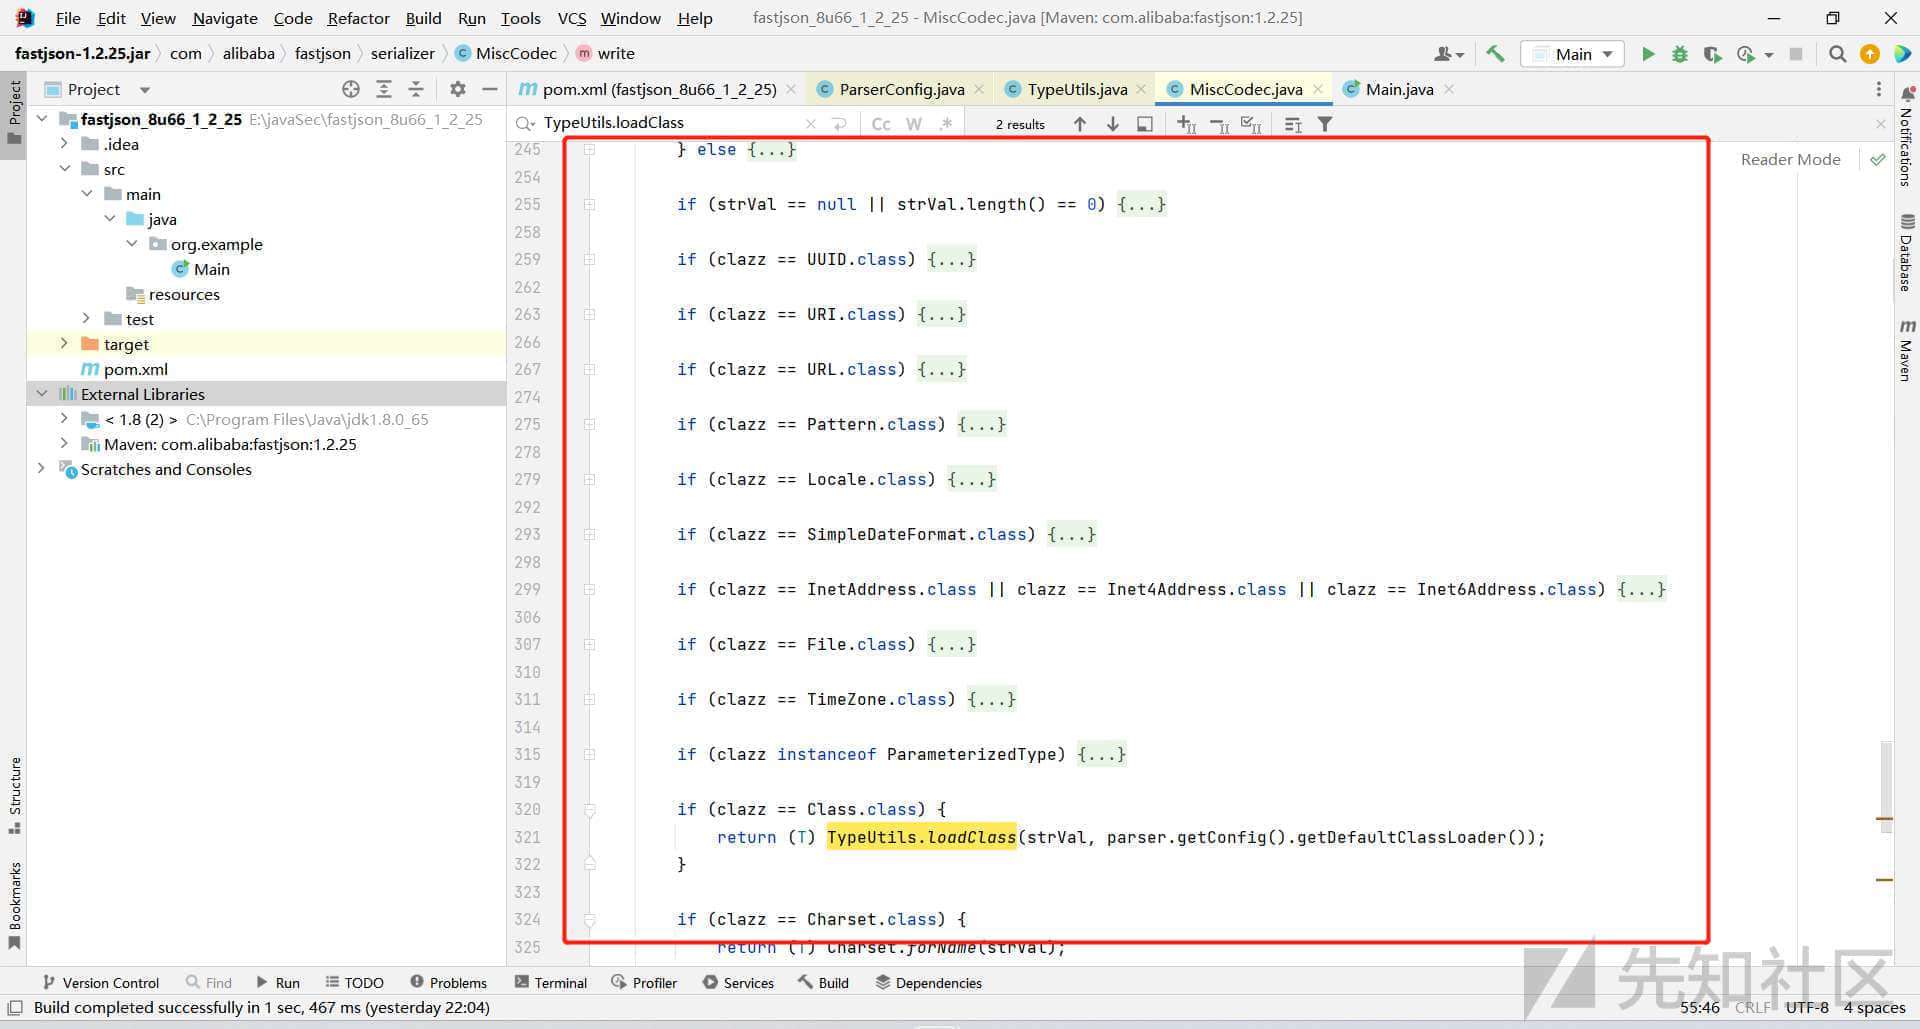 File Edit View Navigate Code Refactor Build Run Tools VCS Window Help fastjson_8u66_1_2_25 - MiscCodec.java [Maven: com.alibaba:fastjson:1.2.25]
fastjson-1.2.25.jar com alibaba fastjson serializer MiscCodec write Main
Project
Project
pom.xml (fastjson_8u66_1_2_25) ParserConfig.java TypeUtils.java MiscCodec.java Main.java
TypeUtils.loadClass Cc W .* 2 results
fastjson_8u66_1_2_25 E:\javaSec\fastjson_8u66_1_2_25
.idea
src
main
java
org.example
Main
resources
test
target
pom.xml
External Libraries
< 1.8 (2) > C:\Program Files\Java\jdk1.8.0_65
Maven: com.alibaba:fastjson:1.2.25
Scratches and Consoles
Reader Mode
245 } else {...}
254
255 if (strVal == null || strVal.length() == 0) {...}
258
259 if (clazz == UUID.class) {...}
262
263 if (clazz == URI.class) {...}
266
267 if (clazz == URL.class) {...}
274
275 if (clazz == Pattern.class) {...}
278
279 if (clazz == Locale.class) {...}
292
293 if (clazz == SimpleDateFormat.class) {...}
298
299 if (clazz == InetAddress.class || clazz == Inet4Address.class || clazz == Inet6Address.class) {...}
306
307 if (clazz == File.class) {...}
310
311 if (clazz == TimeZone.class) {...}
314
315 if (clazz instanceof ParameterizedType) {...}
319
320 if (clazz == Class.class) {
321 return (T) TypeUtils.loadClass(strVal, parser.getConfig().getDefaultClassLoader());
322 }
323
324 if (clazz == Charset.class) {
325 return (T) Charset.forName(strVal);
Notifications
Database
Maven
Structure
Bookmarks
Version Control Find Run TODO Problems Terminal Profiler Services Build Dependencies
Build completed successfully in 1 sec, 467 ms (yesterday 22:04) 55:46 CRLF UTF-8 4 spaces
先知社区